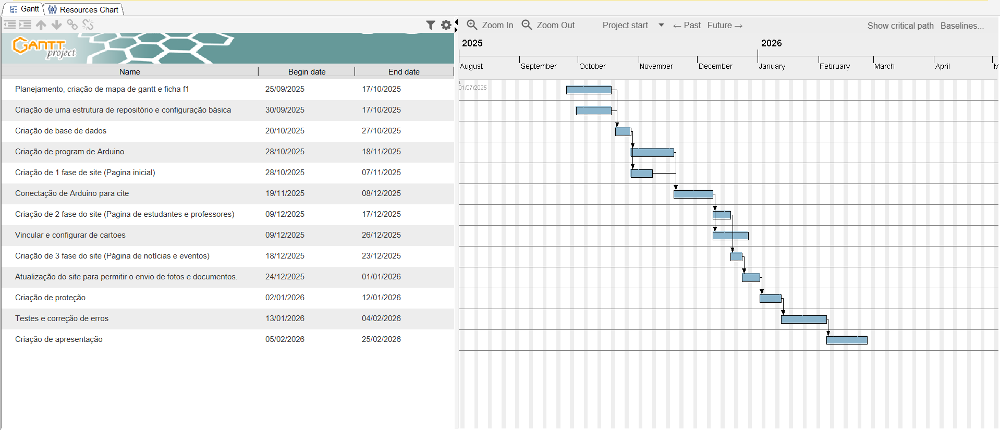 Gantt Resources Chart
Zoom In Zoom Out Project start ← Past Future → Show critical path Baselines...
GANTT project
2025 2026
Name Begin date End date
August September October November December January February March April M
01/07/2025
Planejamento, criação de mapa de gantt e ficha f1 25/09/2025 17/10/2025
Criação de uma estrutura de repositório e configuração básica 30/09/2025 17/10/2025
Criação de base de dados 20/10/2025 27/10/2025
Criação de program de Arduino 28/10/2025 18/11/2025
Criação de 1 fase de site (Pagina inicial) 28/10/2025 07/11/2025
Conectação de Arduino para cite 19/11/2025 08/12/2025
Criação de 2 fase do site (Pagina de estudantes e professores) 09/12/2025 17/12/2025
Vincular e configurar de cartoes 09/12/2025 26/12/2025
Criação de 3 fase do site (Página de notícias e eventos) 18/12/2025 23/12/2025
Atualização do site para permitir o envio de fotos e documentos. 24/12/2025 01/01/2026
Criação de proteção 02/01/2026 12/01/2026
Testes e correção de erros 13/01/2026 04/02/2026
Criação de apresentação 05/02/2026 25/02/2026